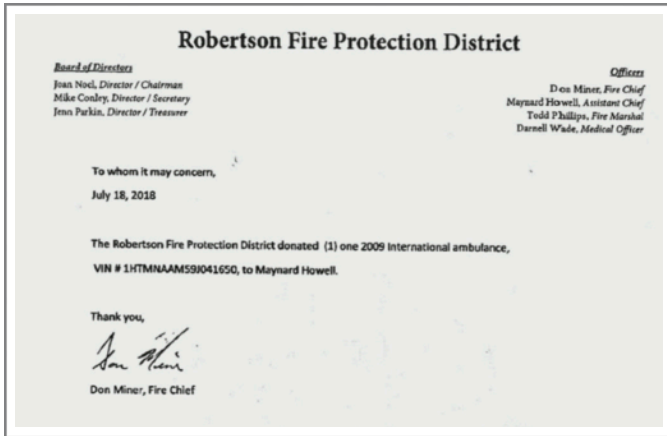 Robertson Fire Protection District
Board of Directors
Joan Noel, Director / Chairman
Mike Conley, Director / Secretary
Jenn Parkin, Director / Treasurer
Officers
Don Miner, Fire Chief
Maynard Howell, Assistant Chief
Todd Phillips, Fire Marshal
Darnell Wade, Medical Officer
To whom it may concern,
July 18, 2018
The Robertson Fire Protection District donated (1) one 2009 International ambulance,
VIN # 1HTMNAAM59J041650, to Maynard Howell.
Thank you,
Don Miner
Don Miner, Fire Chief